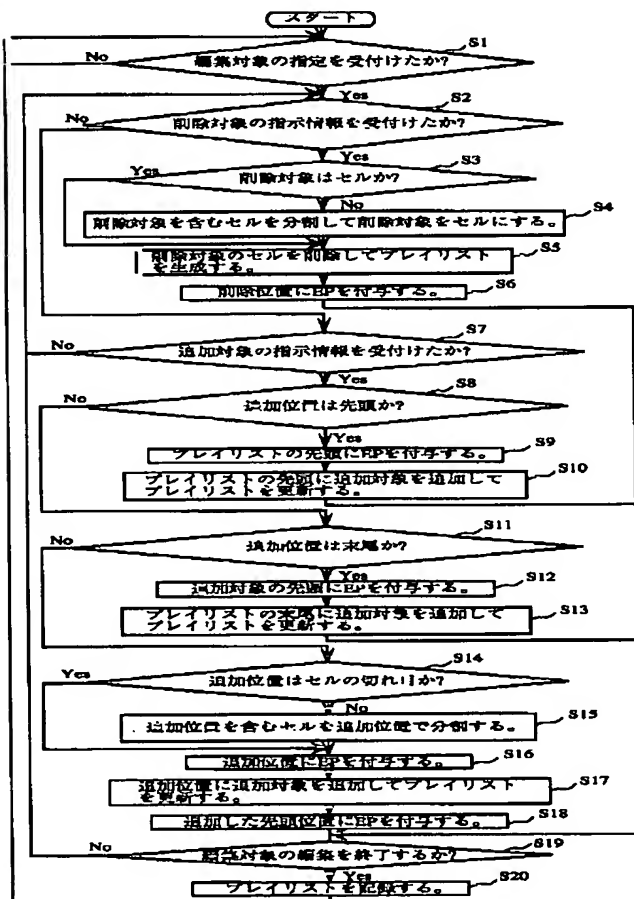 スタート
S1
No
編集対象の指定を受付けたか?
Yes
S2
No
削除対象の指示情報を受付けたか?
Yes
S3
Yes
削除対象はセルか?
No
S4
削除対象を含むセルを分割して削除対象をセルにする。
S5
削除対象のセルを削除してプレイリスト
を生成する。
S6
削除位置にEPを付与する。
S7
No
追加対象の指示情報を受付けたか?
Yes
S8
No
追加位置は先頭か?
Yes
S9
プレイリストの先頭にEPを付与する。
S10
プレイリストの先頭に追加対象を追加して
プレイリストを更新する。
S11
No
追加位置は末尾か?
Yes
S12
追加対象の先頭にEPを付与する。
S13
プレイリストの末尾に追加対象を追加して
プレイリストを更新する。
S14
Yes
追加位置はセルの切れ目か?
No
S15
追加位置を含むセルを追加位置で分割する。
S16
追加位置にEPを付与する。
S17
追加位置に追加対象を追加してプレイリスト
を更新する。
S18
追加した先頭位置にEPを付与する。
S19
No
対象の編集を終了するか?
Yes
S20
プレイリストを記録する。